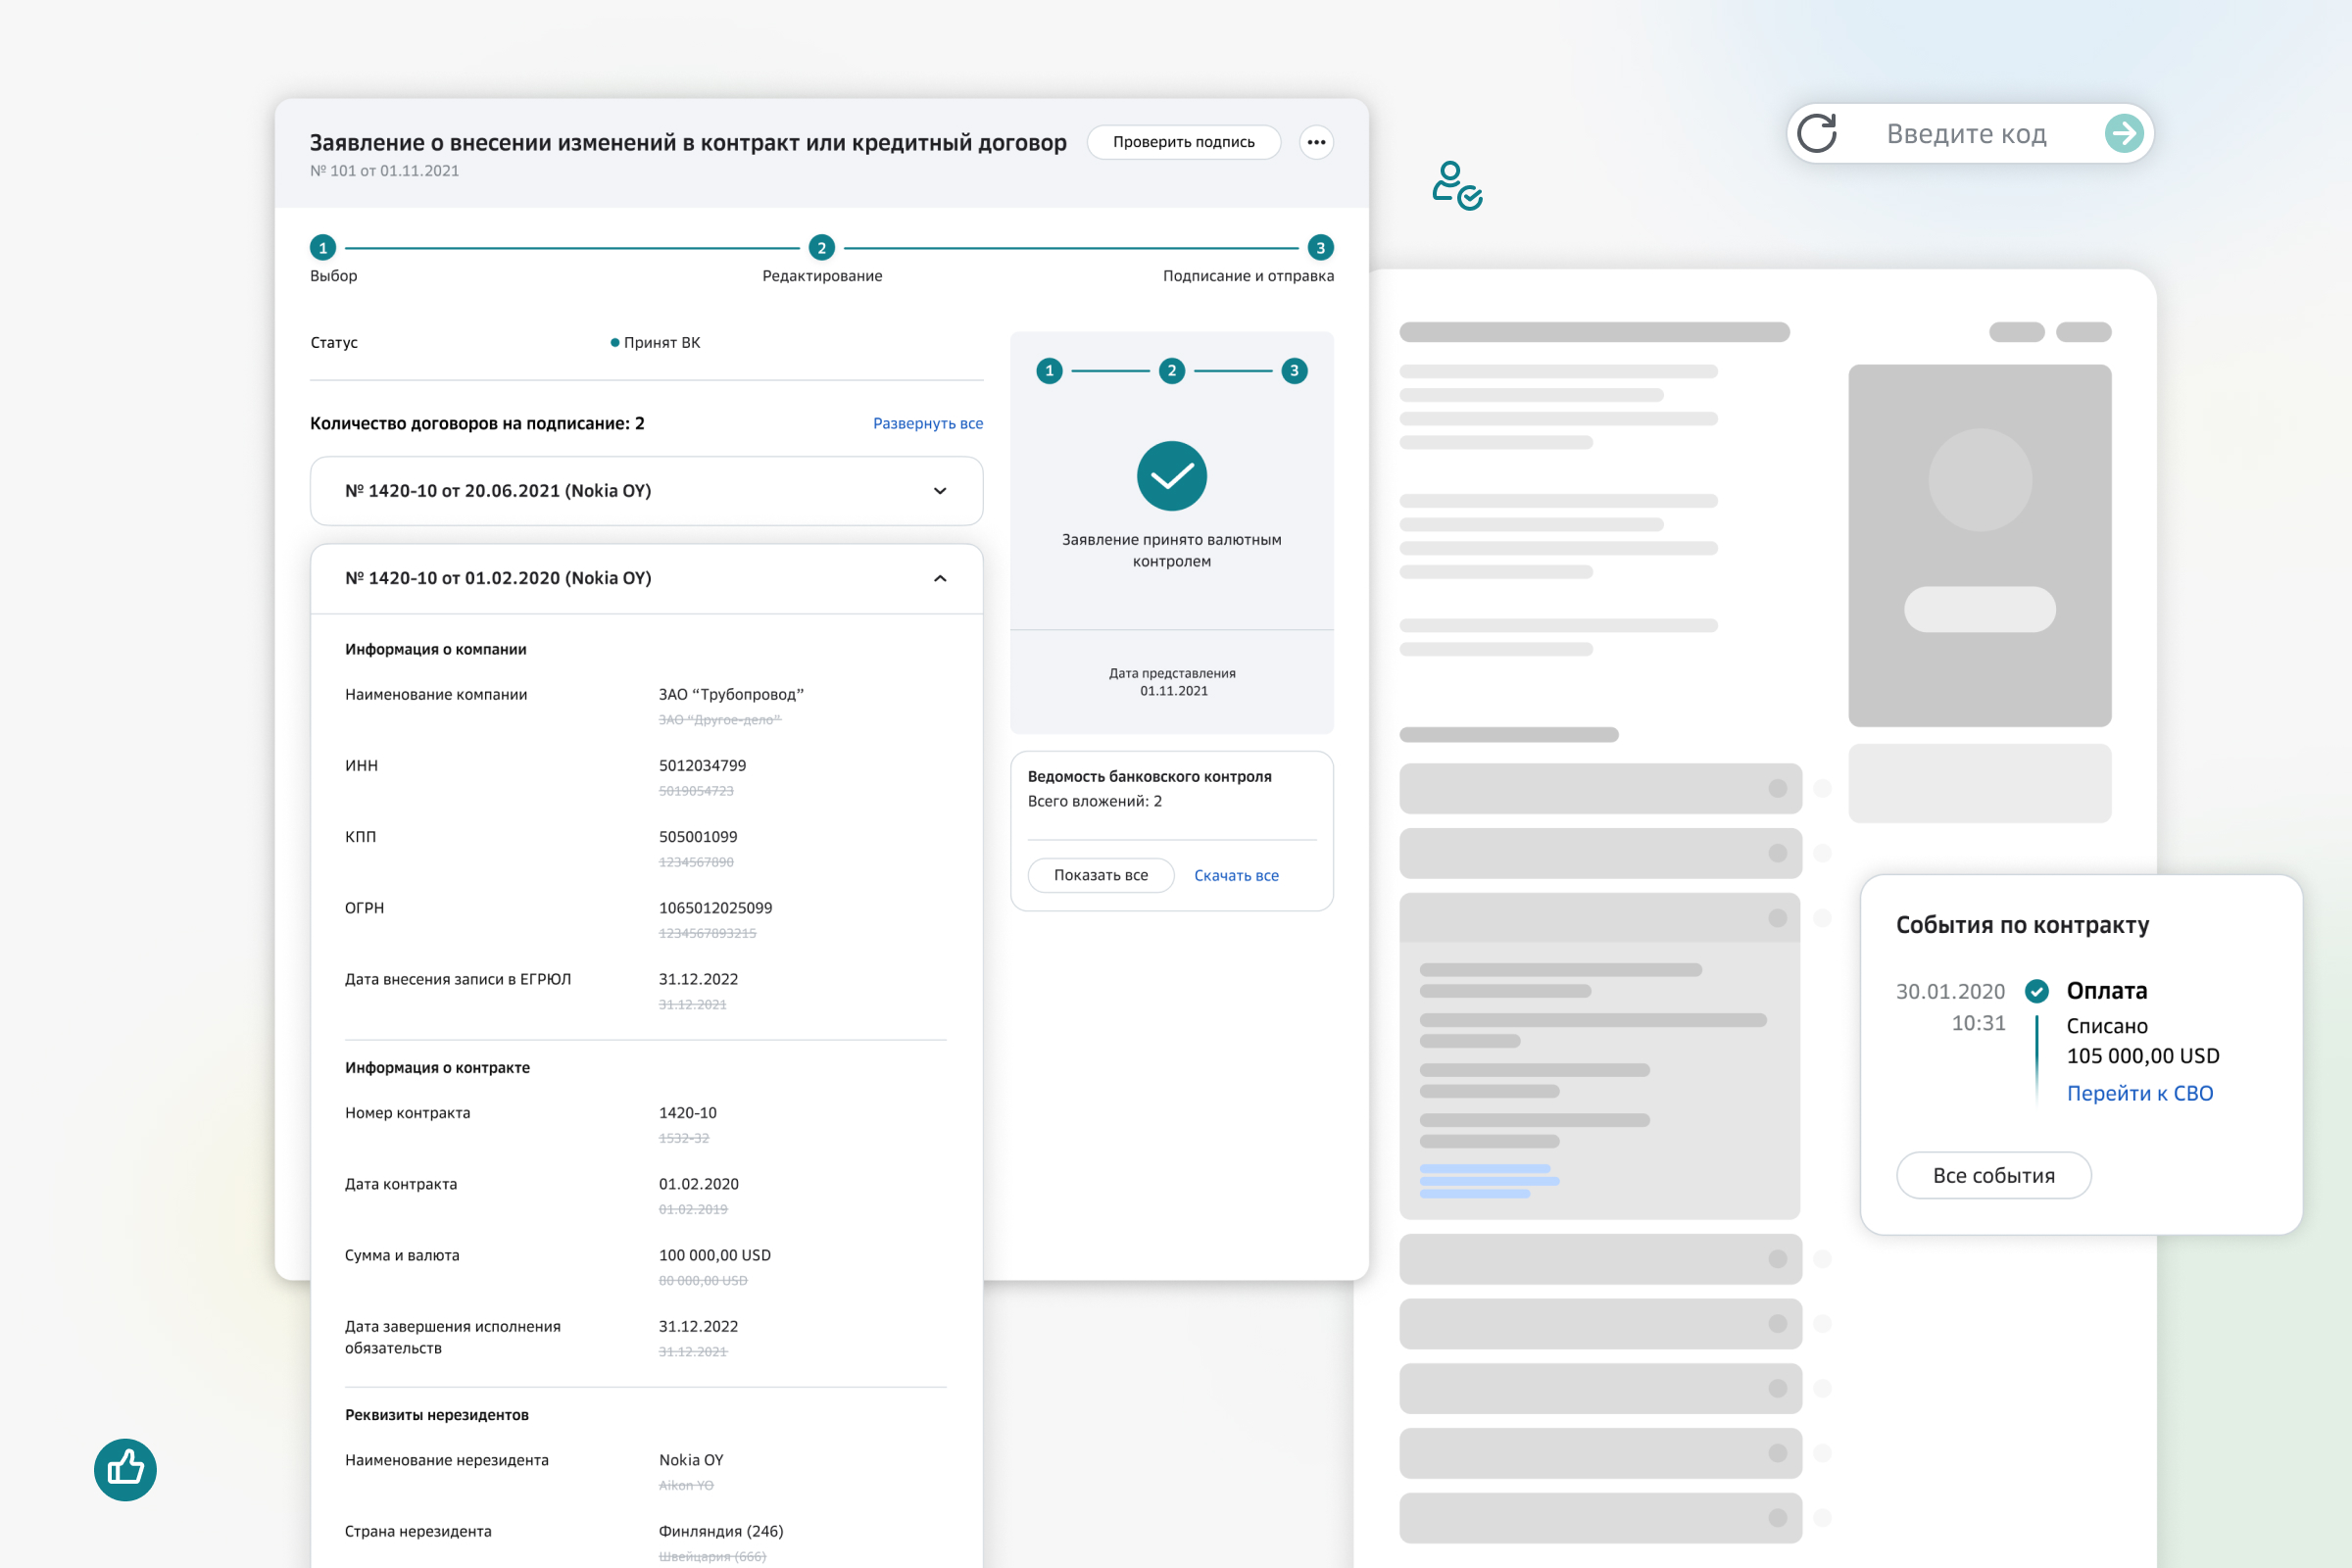 Заявление о внесении изменений в контракт или кредитный договор
№ 101 от 01.11.2021
Проверить подпись
Введите код
1
2
3
Выбор
Редактирование
Подписание и отправка
Статус
Принят ВК
Количество договоров на подписание: 2
Развернуть все
№ 1420-10 от 20.06.2021 (Nokia OY)
№ 1420-10 от 01.02.2020 (Nokia OY)
Информация о компании
Наименование компании
ЗАО “Трубопровод”
ЗАО “Другое-дело”
ИНН
5012034799
5019054723
КПП
505001099
1234567890
ОГРН
1065012025099
1234567893215
Дата внесения записи в ЕГРЮЛ
31.12.2022
31.12.2021
Информация о контракте
Номер контракта
1420-10
1532-32
Дата контракта
01.02.2020
01.02.2019
Сумма и валюта
100 000,00 USD
80 000,00 USD
Дата завершения исполнения
обязательств
31.12.2022
31.12.2021
Реквизиты нерезидентов
Наименование нерезидента
Nokia OY
Aikon YO
Страна нерезидента
Финляндия (246)
Швейцария (666)
1
2
3
Заявление принято валютным
контролем
Дата представления
01.11.2021
Ведомость банковского контроля
Всего вложений: 2
Показать все
Скачать все
События по контракту
30.01.2020
10:31
Оплата
Списано
105 000,00 USD
Перейти к СВО
Все события